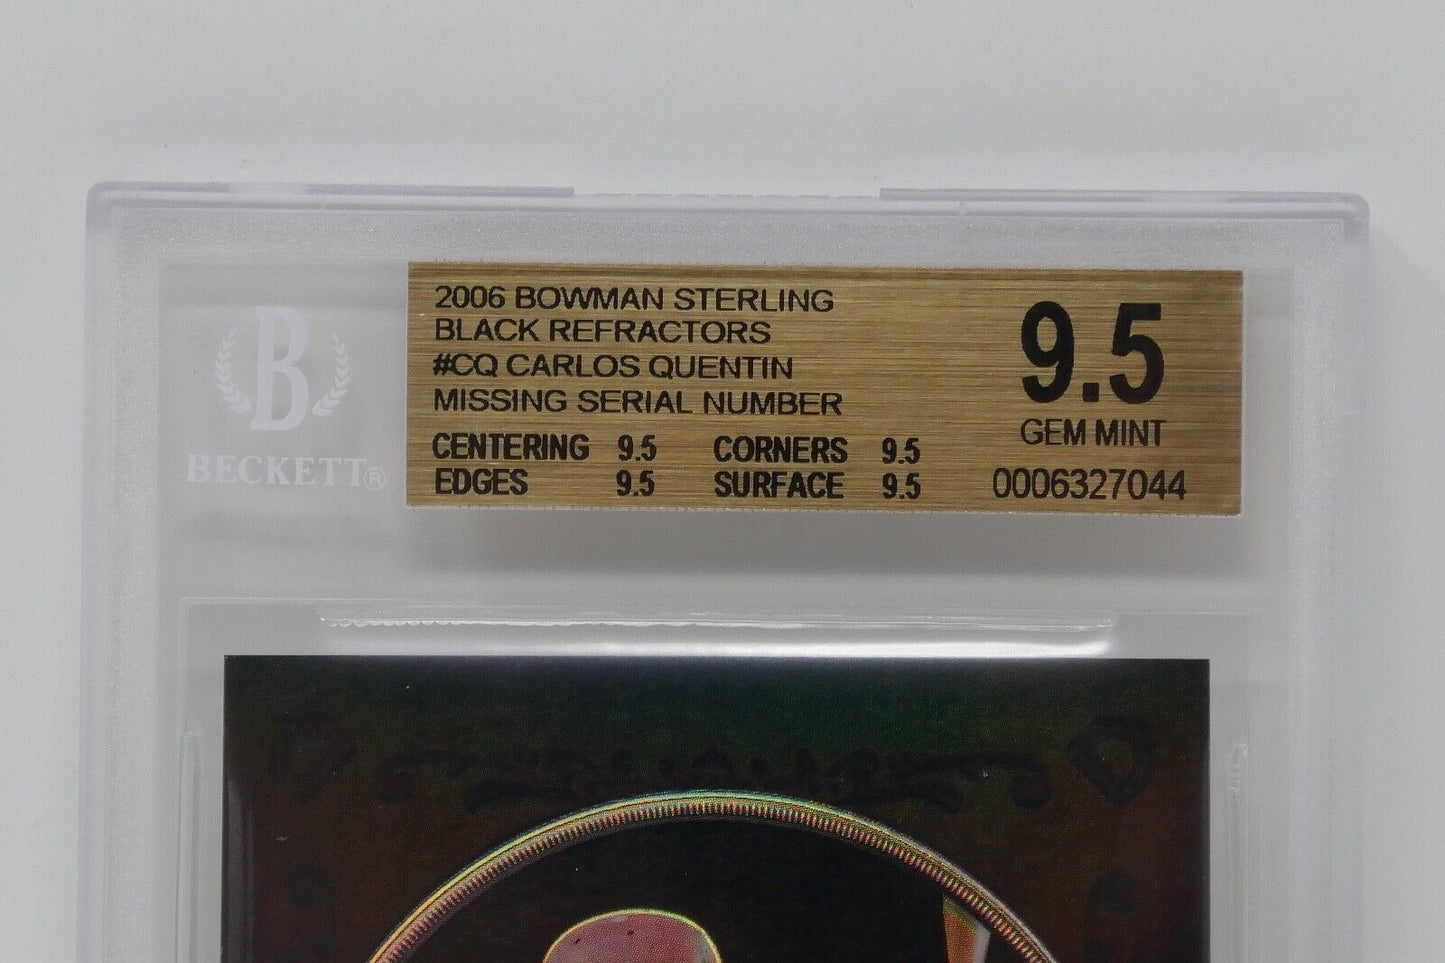 B
BECKETT®
2006 BOWMAN STERLING
BLACK REFRACTORS
#CQ CARLOS QUENTIN
MISSING SERIAL NUMBER
CENTERING 9.5 CORNERS 9.5
EDGES 9.5 SURFACE 9.5
9.5
GEM MINT
0006327044